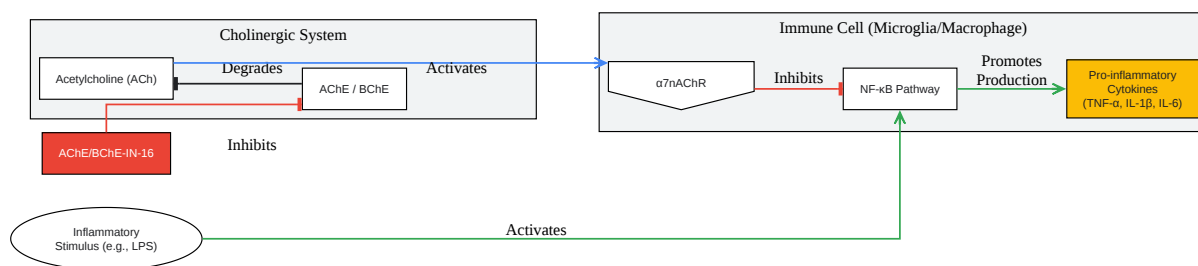 Cholinergic System
Acetylcholine (ACh)
Degrades
AChE / BChE
Activates
AChE/BChE-IN-16
Inhibits
Immune Cell (Microglia/Macrophage)
α7nAChR
Inhibits
NF-κB Pathway
Promotes
Production
Pro-inflammatory
Cytokines
(TNF-α, IL-1β, IL-6)
Inflammatory
Stimulus (e.g., LPS)
Activates